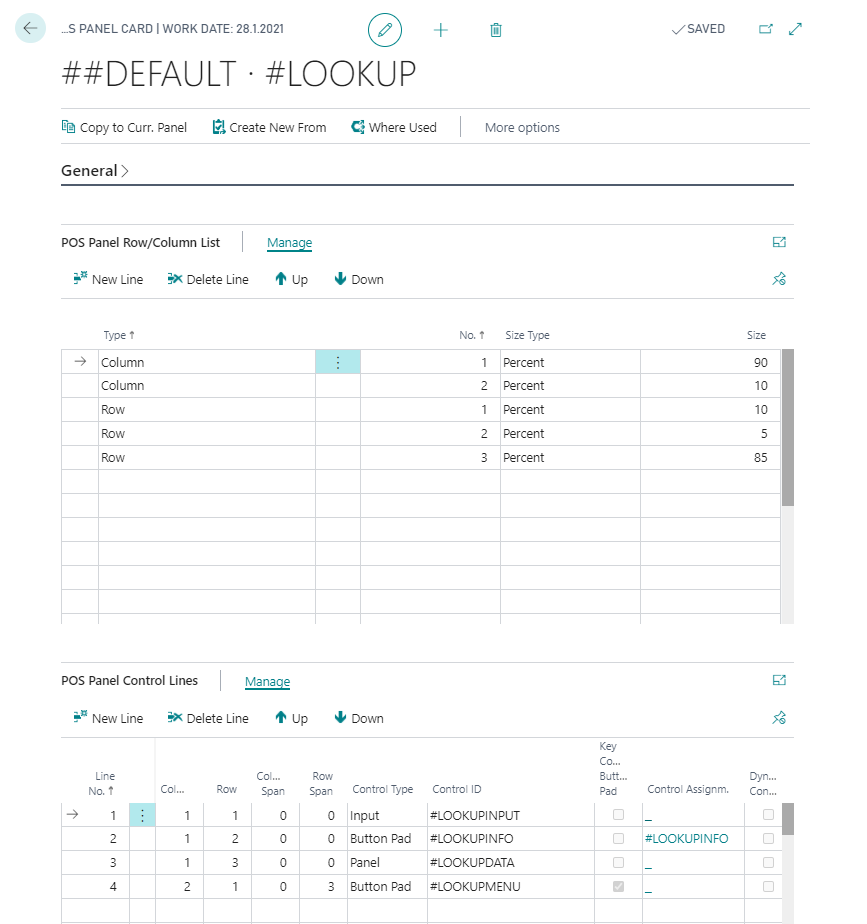 ...S PANEL CARD | WORK DATE: 28.1.2021 SAVED
##DEFAULT · #LOOKUP
Copy to Curr. Panel Create New From Where Used More options
General
POS Panel Row/Column List Manage
New Line Delete Line Up Down
Type ↑ No. ↑ Size Type Size
Column 1 Percent 90
Column 2 Percent 10
Row 1 Percent 10
Row 2 Percent 5
Row 3 Percent 85
POS Panel Control Lines Manage
New Line Delete Line Up Down
Line No. ↑ Col... Row Col... Span Row Span Control Type Control ID Key Co... Butt... Pad Control Assignm. Dyn... Con...
1 1 1 0 0 Input #LOOKUPINPUT _
2 1 2 0 0 Button Pad #LOOKUPINFO #LOOKUPINFO
3 1 3 0 0 Panel #LOOKUPDATA _
4 2 1 0 3 Button Pad #LOOKUPMENU _